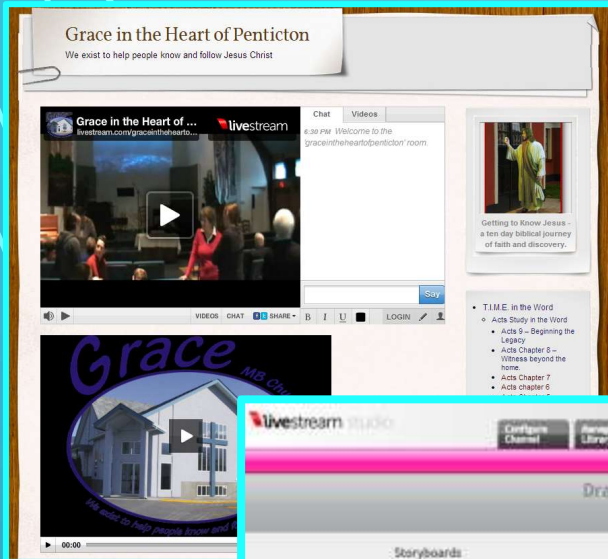 Grace in the Heart of Penticton
We exist to help people know and follow Jesus Christ
Grace in the Heart of ...
livestream.com/graceinthehearto...
livestream
Chat
Videos
6:30 PM Welcome to the
'graceintheheartofpenticton' room.
Say
VIDEOS CHAT SHARE
B I U
LOGIN
Getting to Know Jesus -
a ten day biblical journey
of faith and discovery.
T.I.M.E. in the Word
Acts Study in the Word
Acts 9 – Beginning the
Legacy
Acts Chapter 8 –
Witness beyond the
home.
Acts Chapter 7
Acts chapter 6
Grace MB
We exist to help people know and
00:00
livestream studio
Configure
Channel
Storyboards